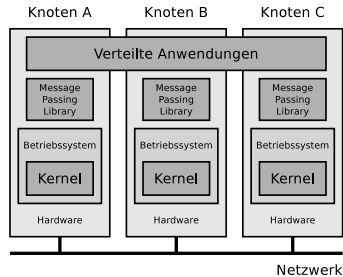 Knoten A Knoten B Knoten C
Verteilte Anwendungen
Message Message Message
Passing Passing Passing
Library Library Library
Betriebssystem Betriebssystem Betriebssystem
Kernel Kernel Kernel
Hardware Hardware Hardware
Netzwerk